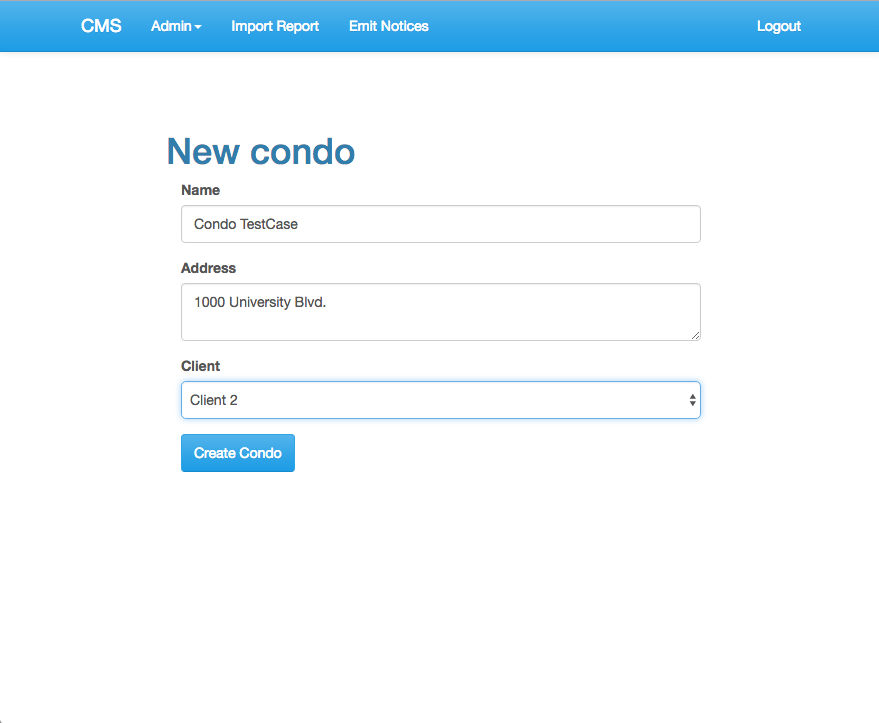 CMS Admin Import Report Emit Notices Logout
New condo
Name
Condo TestCase
Address
1000 University Blvd.
Client
Client 2
Create Condo